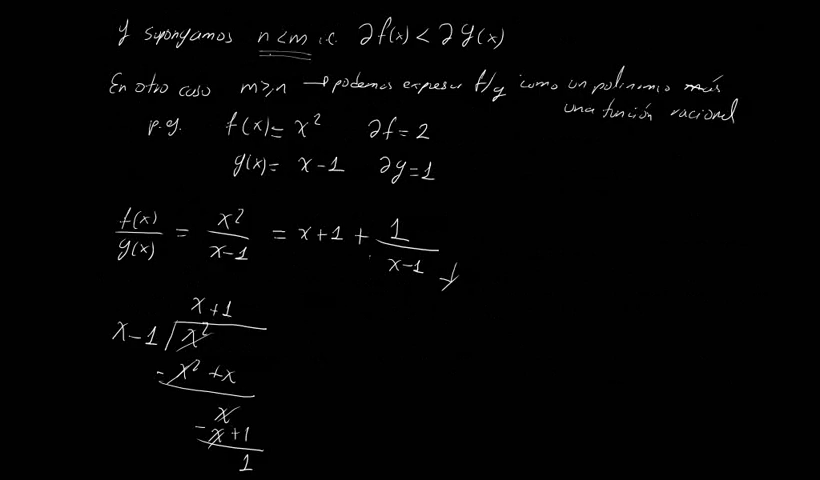 Y supongamos n<m i.e. ∂f(x) < ∂g(x)
En otro caso m≥n → podemos expresar f/g como un polinomio más
una función racional
p.ej. f(x)= x² ∂f=2
g(x)= x-1 ∂g=1
f(x)/g(x) = x²/(x-1) = x+1 + 1/(x-1)
x+1
x-1 / x²
- x² +x
x
-x+1
1